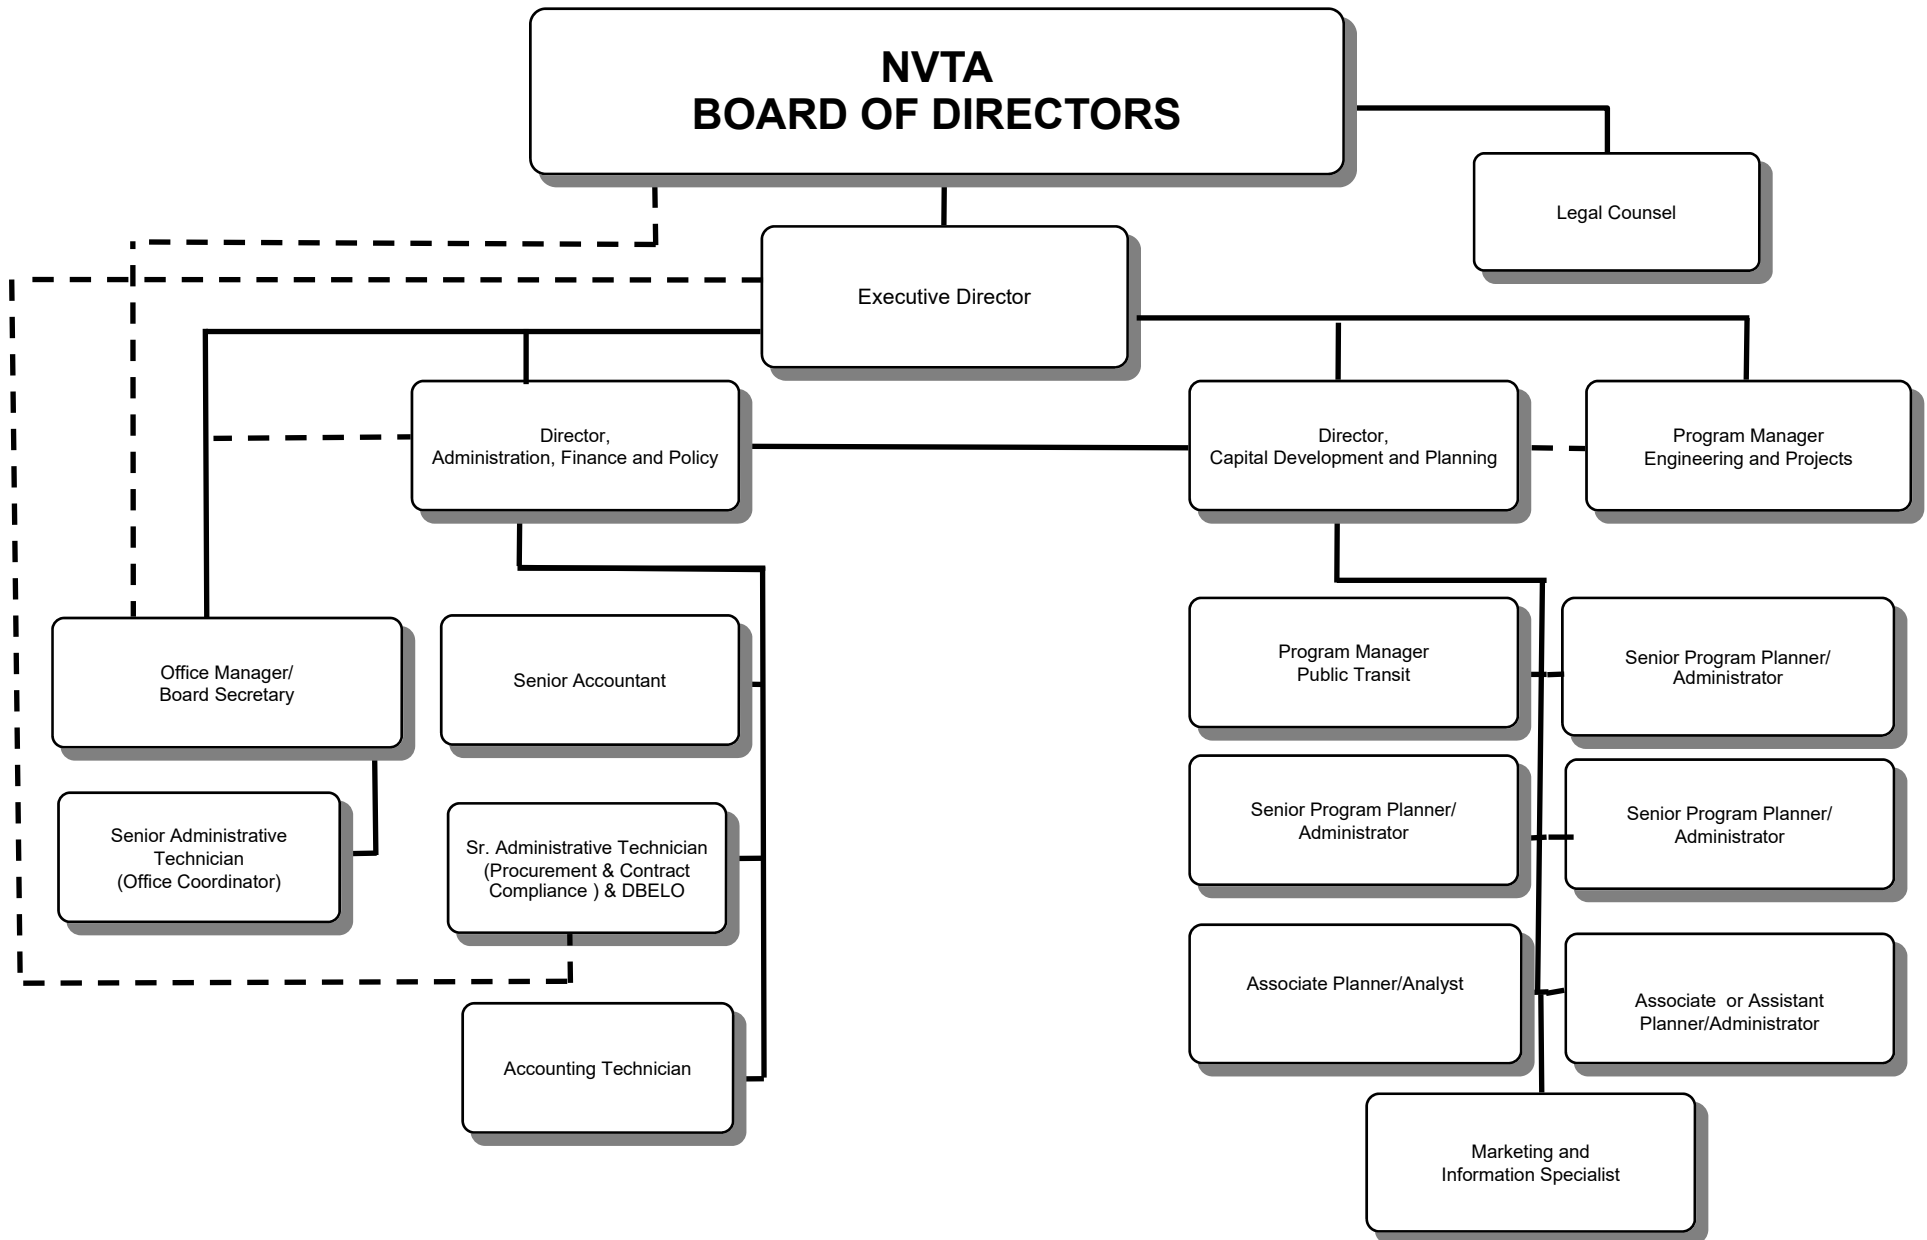 NVTA
BOARD OF DIRECTORS
Legal Counsel
Executive Director
Director,
Administration, Finance and Policy
Director,
Capital Development and Planning
Program Manager
Engineering and Projects
Office Manager/
Board Secretary
Senior Accountant
Program Manager
Public Transit
Senior Program Planner/
Administrator
Senior Administrative
Technician
(Office Coordinator)
Sr. Administrative Technician
(Procurement & Contract
Compliance ) & DBELO
Senior Program Planner/
Administrator
Senior Program Planner/
Administrator
Accounting Technician
Associate Planner/Analyst
Associate  or Assistant
Planner/Administrator
Marketing and
Information Specialist